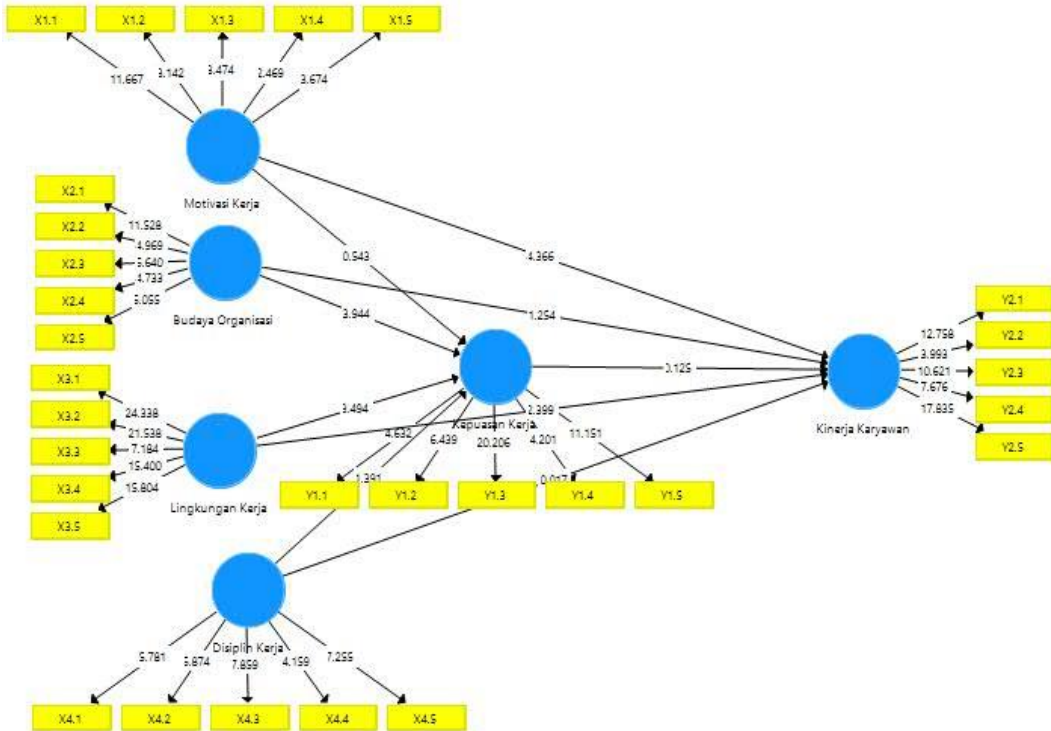 X1.1
X1.2
X1.3
X1.4
X1.5
11.667
3.142
3.474
2.469
3.674
Motivasi Kerja
X2.1
X2.2
X2.3
X2.4
X2.5
11.528
4.969
4.733
Budaya Organisasi
0.543
4.366
3.944
1.254
X3.1
X3.2
X3.3
X3.4
X3.5
24.338
21.538
7.184
15.400
15.804
Lingkungan Kerja
3.494
2.399
0.125
Kepuasan Kerja
4.632
6.439
20.206
4.201
11.151
1.391
Y1.1
Y1.2
Y1.3
Y1.4
Y1.5
Kinerja Karyawan
12.758
3.993
10.621
7.676
17.835
Y2.1
Y2.2
Y2.3
Y2.4
Y2.5
Disiplin Kerja
5.781
7.859
4.159
7.255
X4.1
X4.2
X4.3
X4.4
X4.5